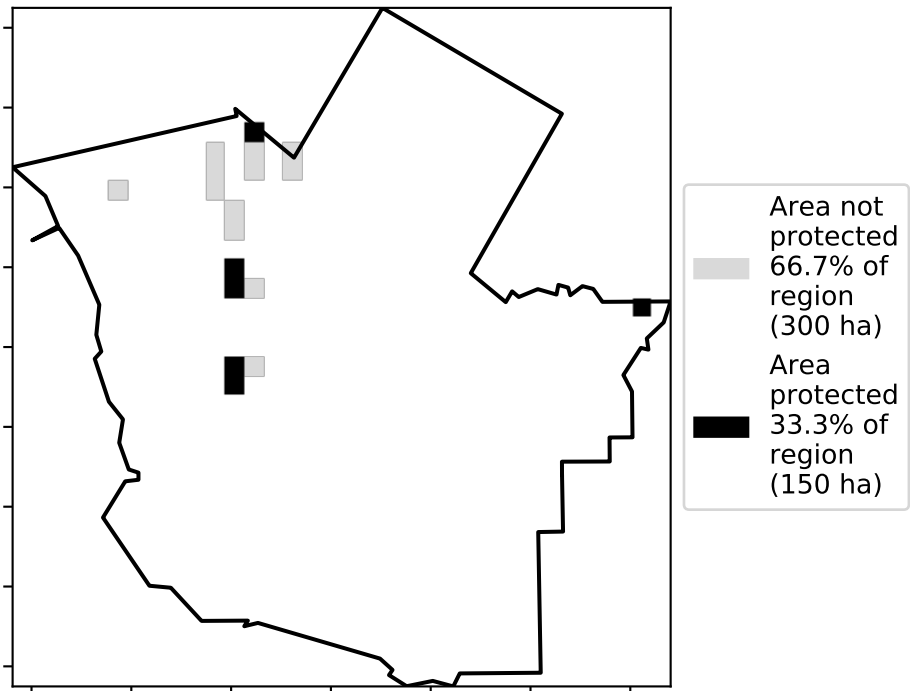 Area not
protected
66.7% of
region
(300 ha)
Area
protected
33.3% of
region
(150 ha)